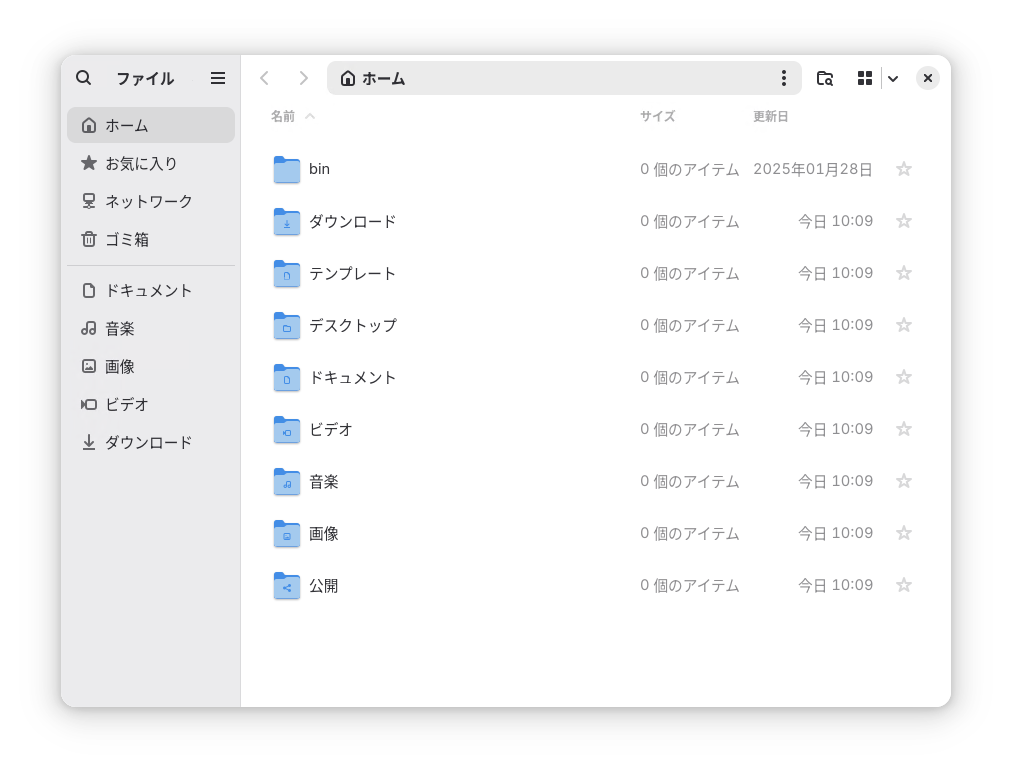 ファイル
ホーム
ホーム
お気に入り
ネットワーク
ゴミ箱
ドキュメント
音楽
画像
ビデオ
ダウンロード
名前 サイズ 更新日
bin 0 個のアイテム 2025年01月28日
ダウンロード 0 個のアイテム 今日 10:09
テンプレート 0 個のアイテム 今日 10:09
デスクトップ 0 個のアイテム 今日 10:09
ドキュメント 0 個のアイテム 今日 10:09
ビデオ 0 個のアイテム 今日 10:09
音楽 0 個のアイテム 今日 10:09
画像 0 個のアイテム 今日 10:09
公開 0 個のアイテム 今日 10:09